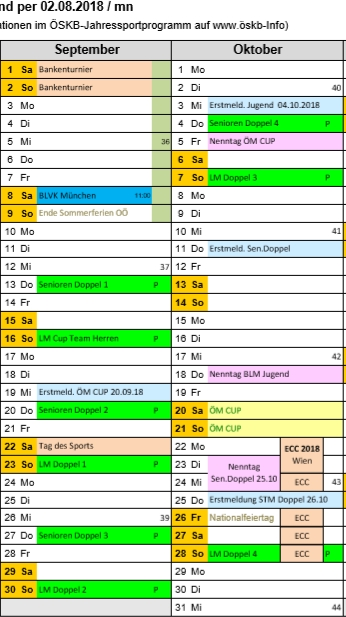 nd per 02.08.2018 / mn
tionen im ÖSKB-Jahressportprogramm auf www.öskb-Info)
September
1 Sa Bankenturnier
2 So Bankenturnier
3 Mo
4 Di
5 Mi 36
6 Do
7 Fr
8 Sa BLVK München 11:00
9 So Ende Sommerferien OÖ
10 Mo
11 Di
12 Mi 37
13 Do Senioren Doppel 1 P
14 Fr
15 Sa
16 So LM Cup Team Herren P
17 Mo
18 Di
19 Mi Erstmeld. ÖM CUP 20.09.18
20 Do Senioren Doppel 2 P
21 Fr
22 Sa Tag des Sports
23 So LM Doppel 1 P
24 Mo
25 Di
26 Mi 39
27 Do Senioren Doppel 3 P
28 Fr
29 Sa
30 So LM Doppel 2 P
Oktober
1 Mo
2 Di 40
3 Mi Erstmeld. Jugend 04.10.2018
4 Do Senioren Doppel 4 P
5 Fr Nenntag ÖM CUP
6 Sa
7 So LM Doppel 3 P
8 Mo
9 Di
10 Mi 41
11 Do Erstmeld. Sen.Doppel
12 Fr
13 Sa
14 So
15 Mo
16 Di
17 Mi 42
18 Do Nenntag BLM Jugend
19 Fr
20 Sa ÖM CUP
21 So ÖM CUP
22 Mo ECC 2018
23 Di Nenntag Wien
24 Mi Sen.Doppel 25.10 ECC 43
25 Do Erstmeldung STM Doppel 26.10
26 Fr Nationalfeiertag ECC
27 Sa ECC
28 So LM Doppel 4 ECC P
29 Mo
30 Di
31 Mi 44